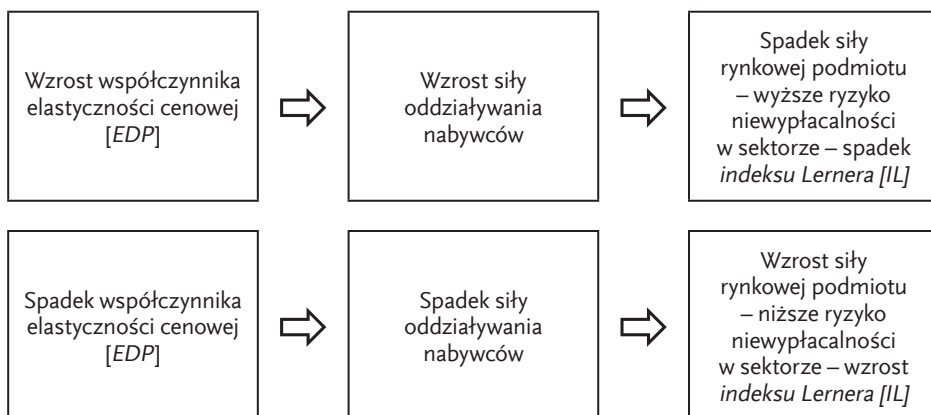 Wzrost współczynnika
elastyczności cenowej
[EDP]
Wzrost siły
oddziaływania
nabywców
Spadek siły
rynkowej podmiotu
– wyższe ryzyko
niewypłacalności
w sektorze – spadek
indeksu Lernera [IL]
Spadek współczynnika
elastyczności cenowej
[EDP]
Spadek siły
oddziaływania
nabywców
Wzrost siły
rynkowej podmiotu
– niższe ryzyko
niewypłacalności
w sektorze – wzrost
indeksu Lernera [IL]